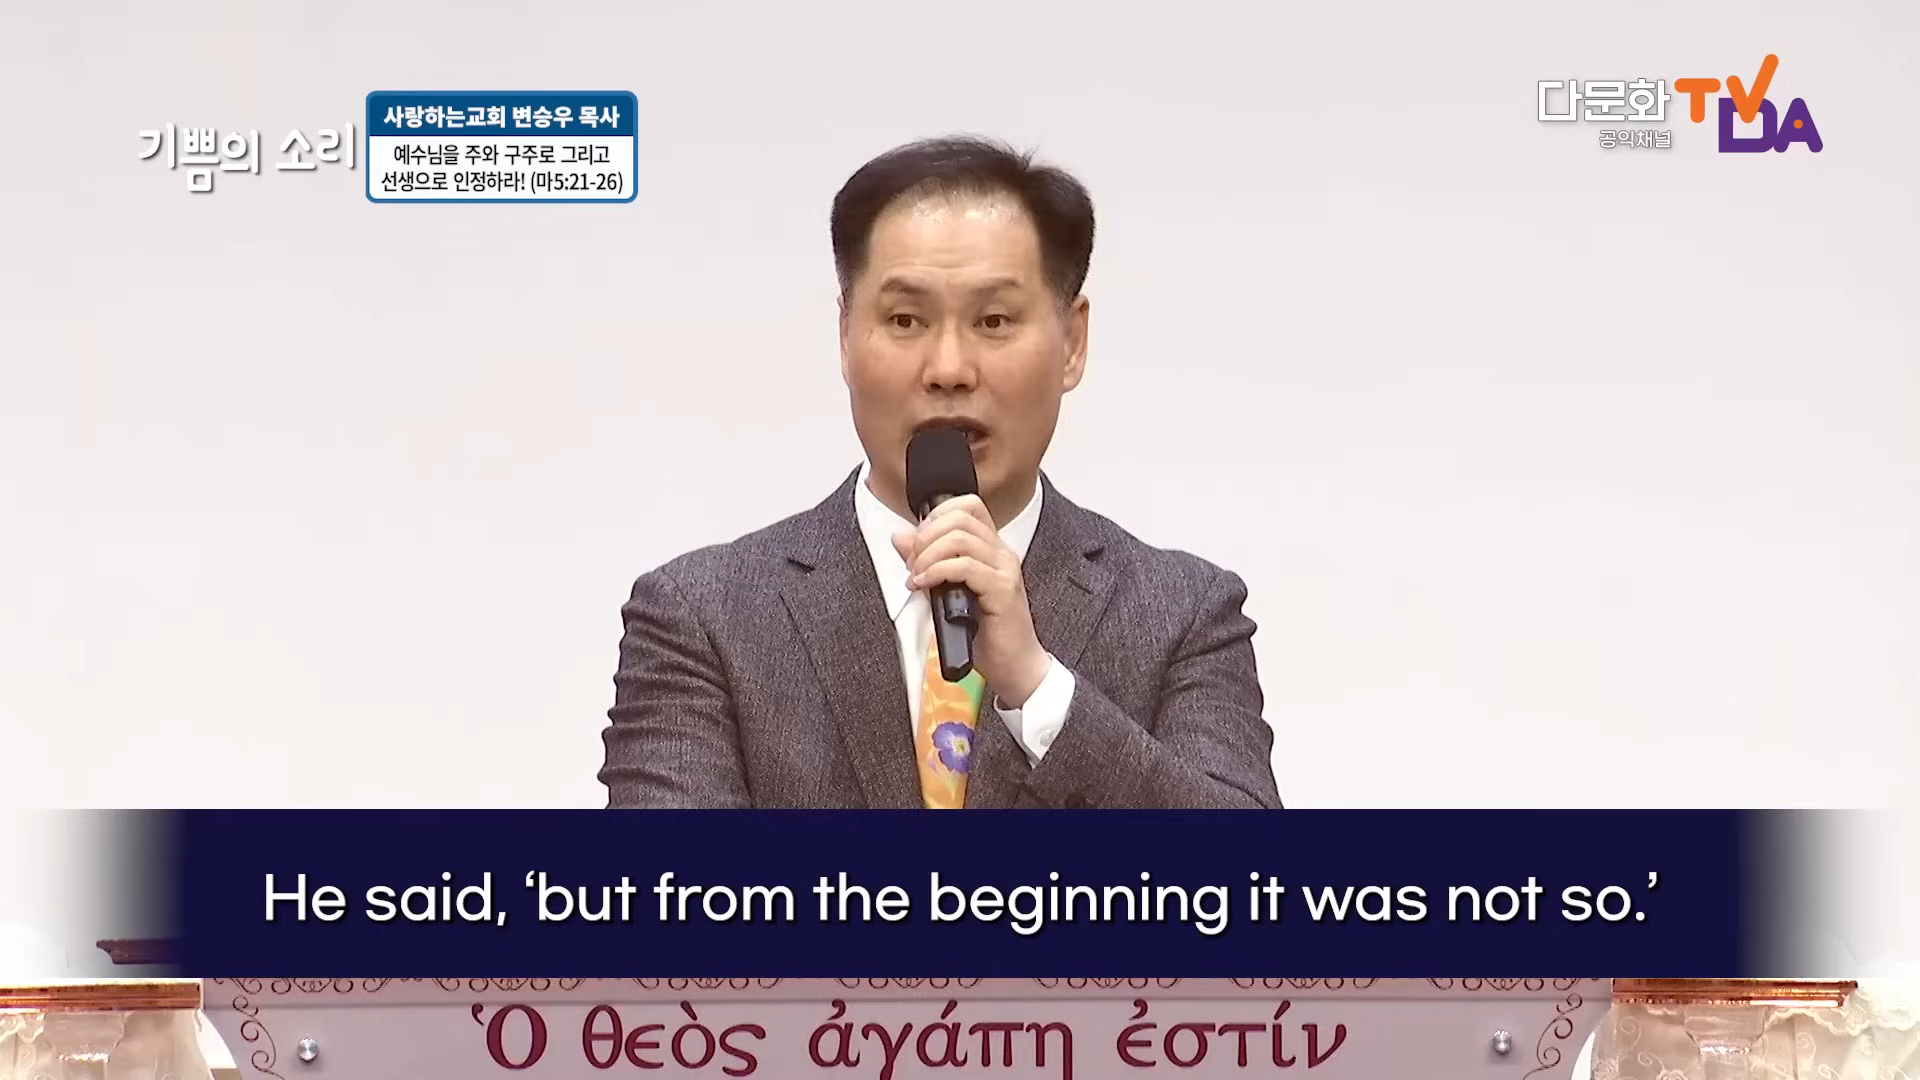 기쁨의 소리
사랑하는교회 변승우 목사
예수님을 주와 구주로 그리고
선생으로 인정하라! (마5:21-26)
다문화 TV
DA
공익채널
He said, ‘but from the beginning it was not so.’
Ὁ θεὸς ἀγάπη ἐστίν